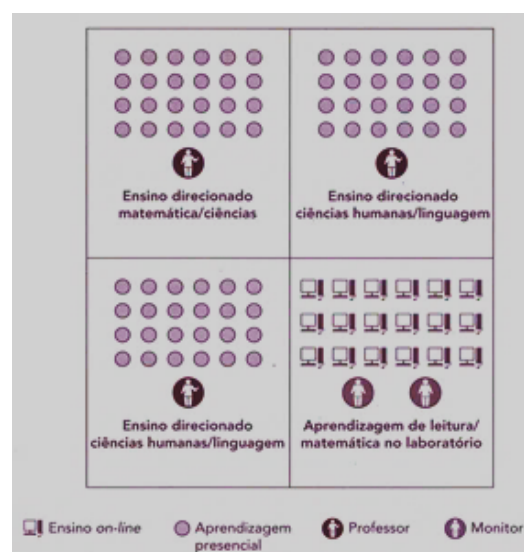 Ensino direcionado
matemática/ciências
Ensino direcionado
ciências humanas/linguagem
Ensino direcionado
ciências humanas/linguagem
Aprendizagem de leitura/
matemática no laboratório
Ensino on-line
Aprendizagem
presencial
Professor
Monitor